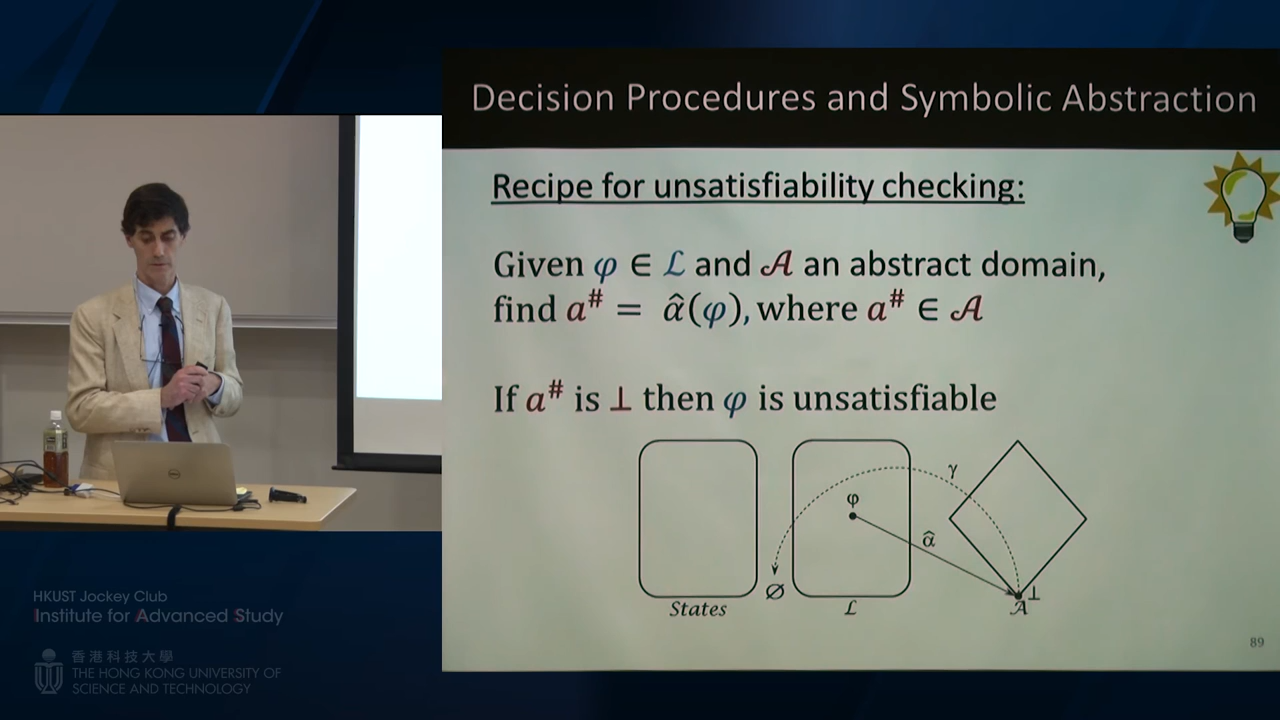 Decision Procedures and Symbolic Abstraction
Recipe for unsatisfiability checking:
Given φ ∈ ℒ and 𝒜 an abstract domain,
find a# = α̂(φ), where a# ∈ 𝒜
If a# is ⊥ then φ is unsatisfiable
γ
φ
α̂
∅
⊥
States
ℒ
𝒜
89
HKUST Jockey Club
Institute for Advanced Study
香港科技大學
THE HONG KONG UNIVERSITY OF
SCIENCE AND TECHNOLOGY